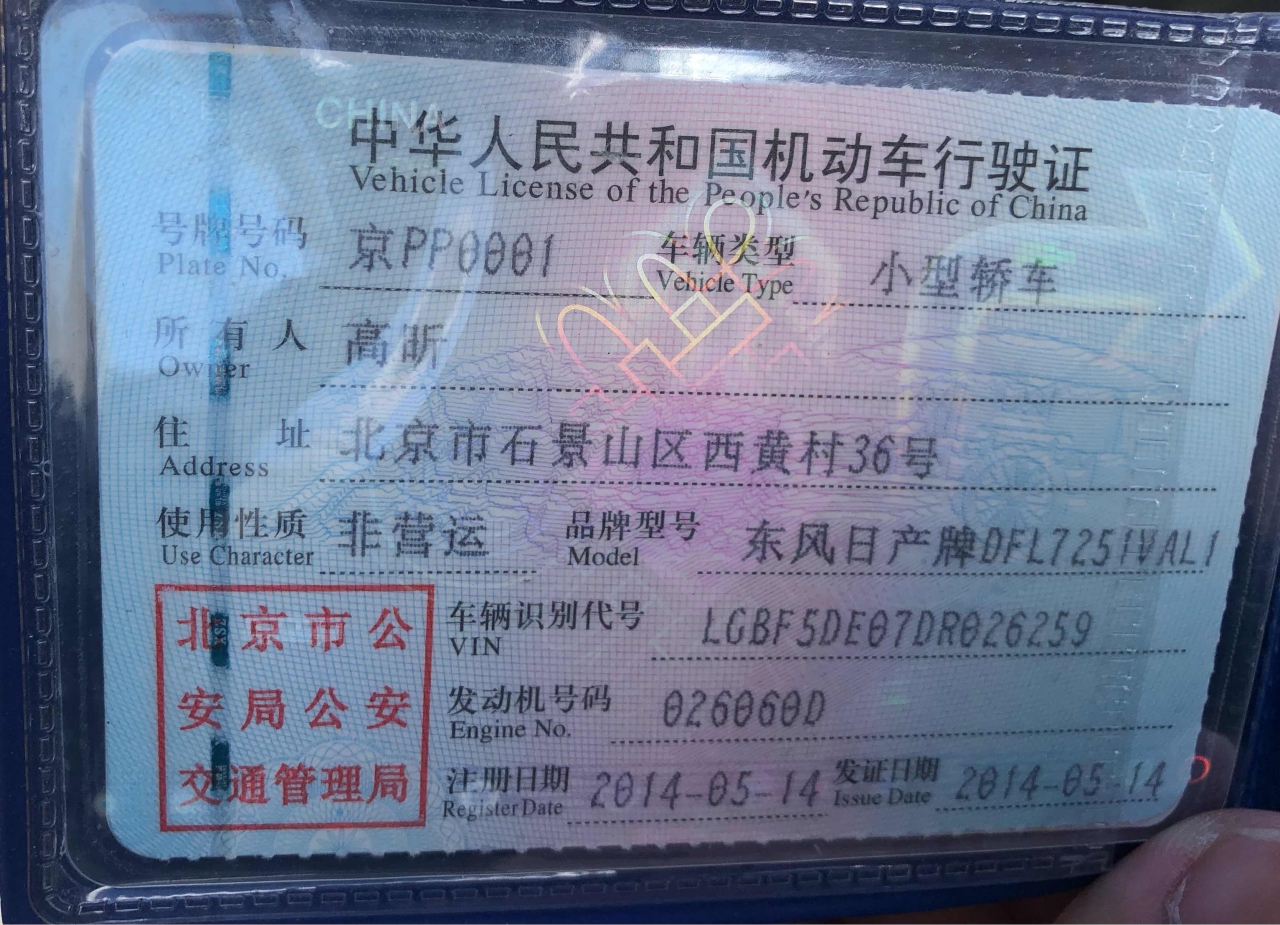 CHINA
中华人民共和国机动车行驶证
Vehicle License of the People's Republic of China
号牌号码 京PP0001 车辆类型 小型轿车
Plate No. Vehicle Type
所有人 高昕
Owner
住址 北京市石景山区西黄村36号
Address
使用性质 非营运 品牌型号 东风日产牌DFL7251VAL1
Use Character Model
北京市公
安局公安
交通管理局
车辆识别代号 LGBF5DE07DR026259
VIN
发动机号码 026060D
Engine No.
注册日期 2014-05-14 发证日期 2014-05-14
Register Date Issue Date